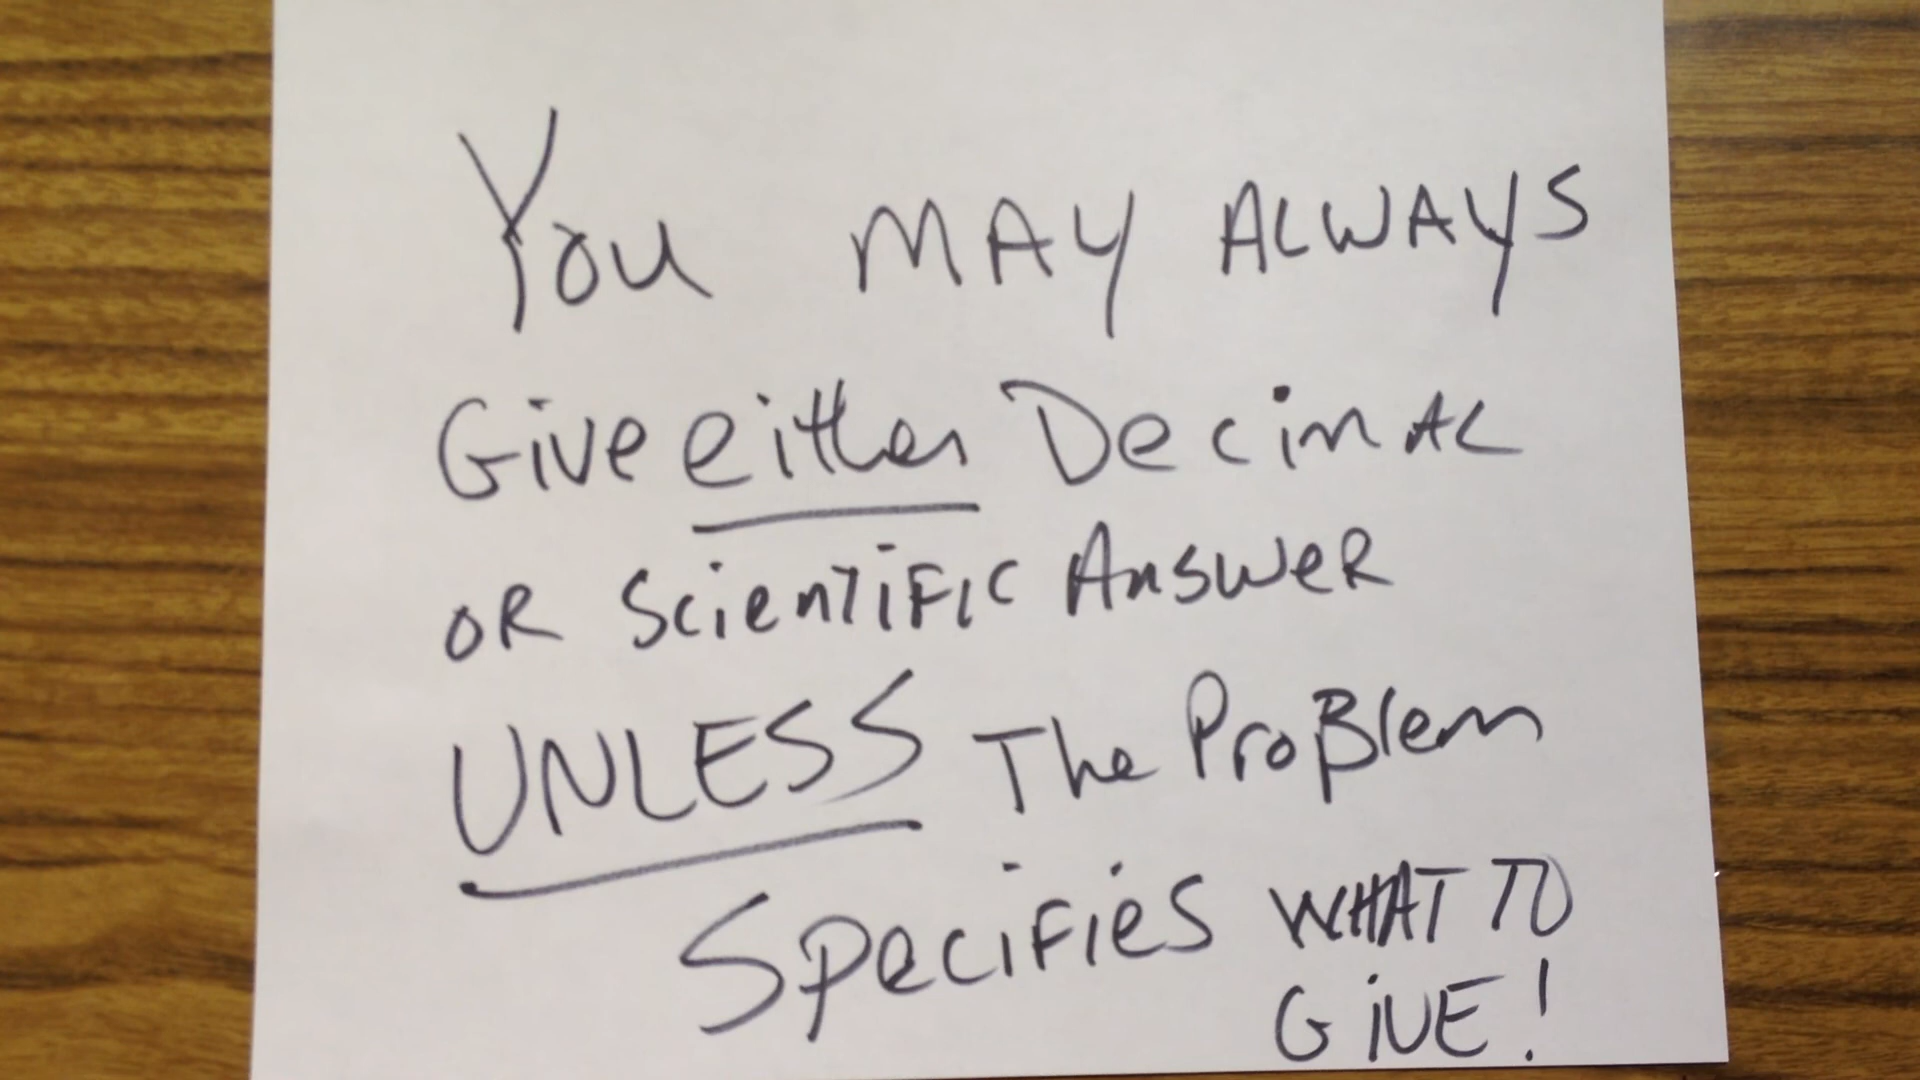 You MAY ALWAYS
Give either DecimAL
OR Scientific Answer
UNLESS The Problem
Specifies WHAT TO
GIVE!